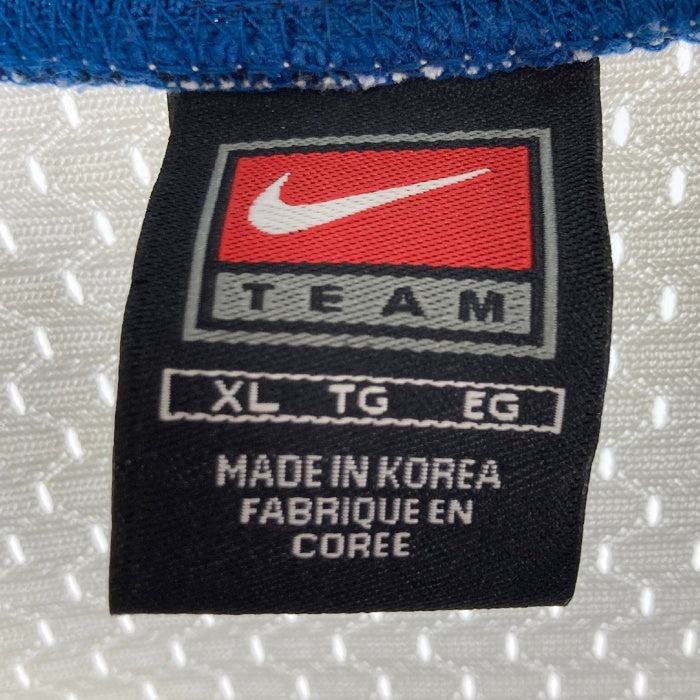 TEAM
XL TG EG
MADE IN KOREA
FABRIQUE EN
COREE